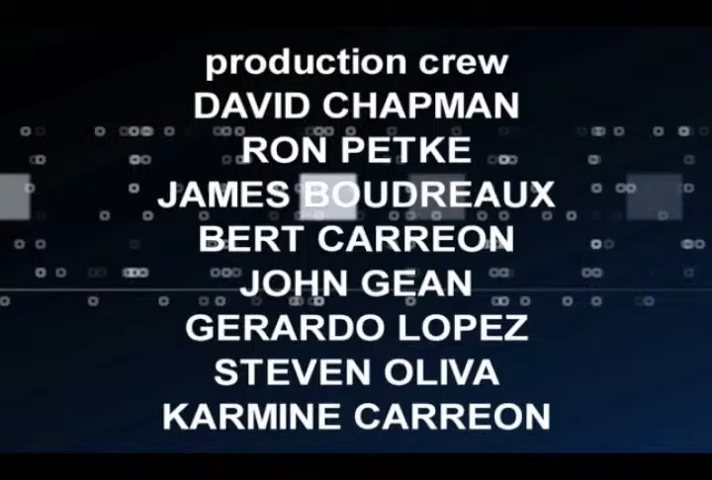 production crew
DAVID CHAPMAN
RON PETKE
JAMES BOUDREAUX
BERT CARREON
JOHN GEAN
GERARDO LOPEZ
STEVEN OLIVA
KARMINE CARREON